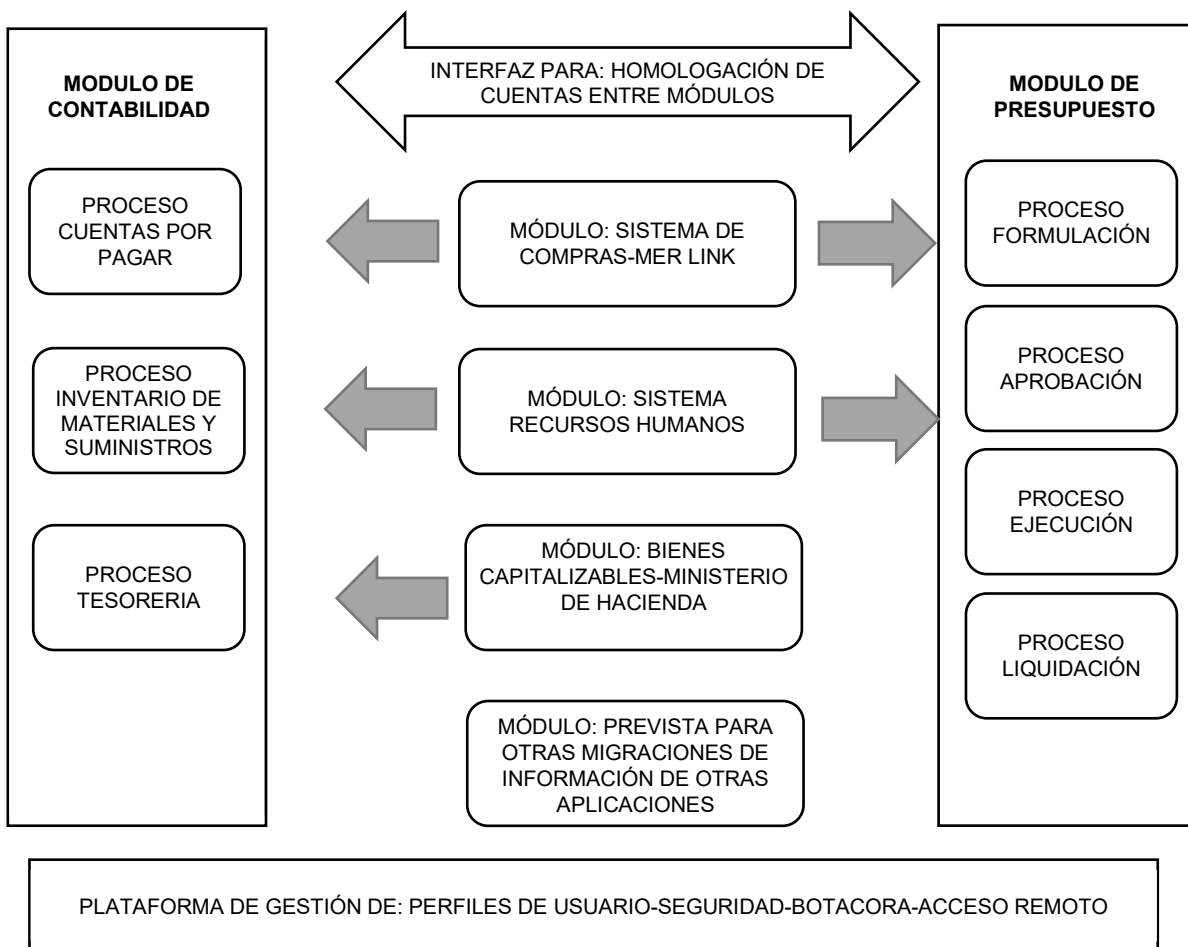 MODULO DE
CONTABILIDAD
PROCESO
CUENTAS POR
PAGAR
PROCESO
INVENTARIO DE
MATERIALES Y
SUMINISTROS
PROCESO
TESORERIA
INTERFAZ PARA: HOMOLOGACIÓN DE
CUENTAS ENTRE MÓDULOS
MÓDULO: SISTEMA DE
COMPRAS-MER LINK
MÓDULO: SISTEMA
RECURSOS HUMANOS
MÓDULO: BIENES
CAPITALIZABLES-MINISTERIO
DE HACIENDA
MÓDULO: PREVISTA PARA
OTRAS MIGRACIONES DE
INFORMACIÓN DE OTRAS
APLICACIONES
MODULO DE
PRESUPUESTO
PROCESO
FORMULACIÓN
PROCESO
APROBACIÓN
PROCESO
EJECUCIÓN
PROCESO
LIQUIDACIÓN
PLATAFORMA DE GESTIÓN DE: PERFILES DE USUARIO-SEGURIDAD-BOTACORA-ACCESO REMOTO